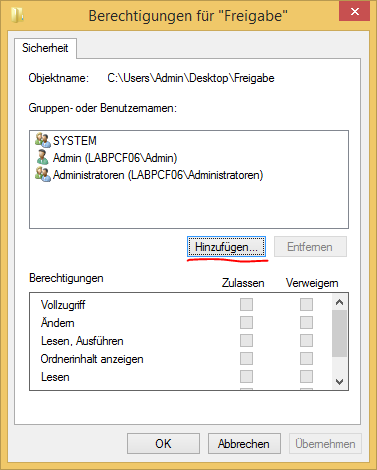 Berechtigungen für "Freigabe"
Sicherheit
Objektname: C:\Users\Admin\Desktop\Freigabe
Gruppen- oder Benutzernamen:
SYSTEM
Admin (LABPCF06\Admin)
Administratoren (LABPCF06\Administratoren)
Hinzufügen... Entfernen
Berechtigungen Zulassen Verweigern
Vollzugriff
Ändern
Lesen, Ausführen
Ordnerinhalt anzeigen
Lesen
OK Abbrechen Übernehmen